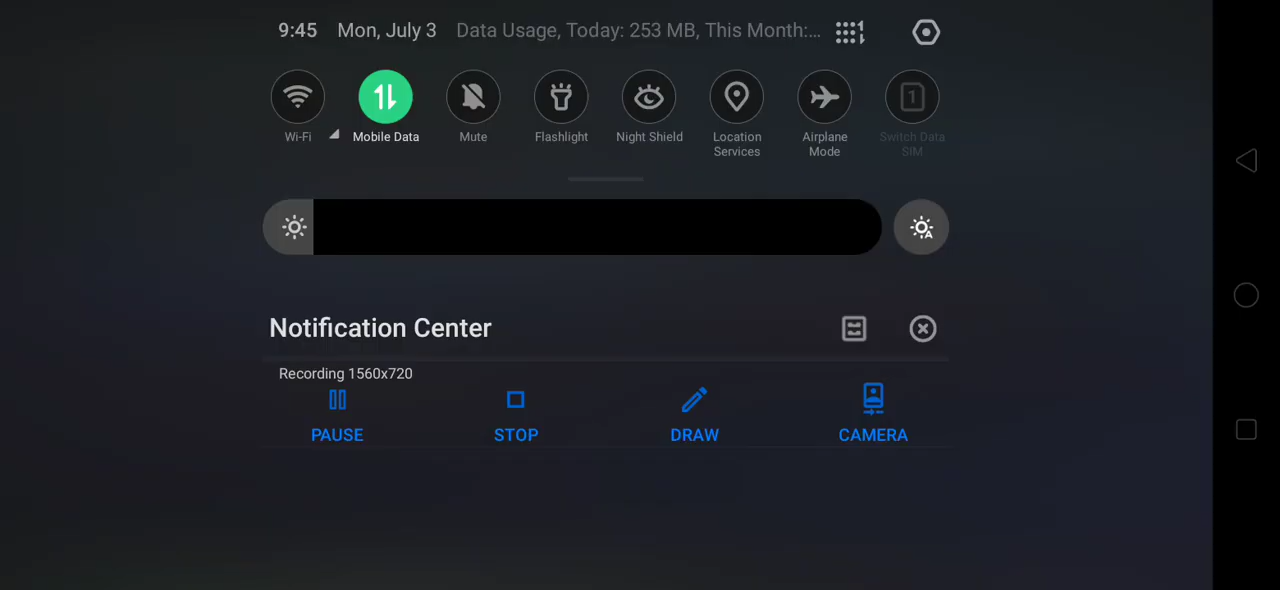 9:45 Mon, July 3 Data Usage, Today: 253 MB, This Month:...
Wi-Fi Mobile Data Mute Flashlight Night Shield Location Services Airplane Mode Switch Data SIM
Notification Center
Recording 1560x720
PAUSE STOP DRAW CAMERA